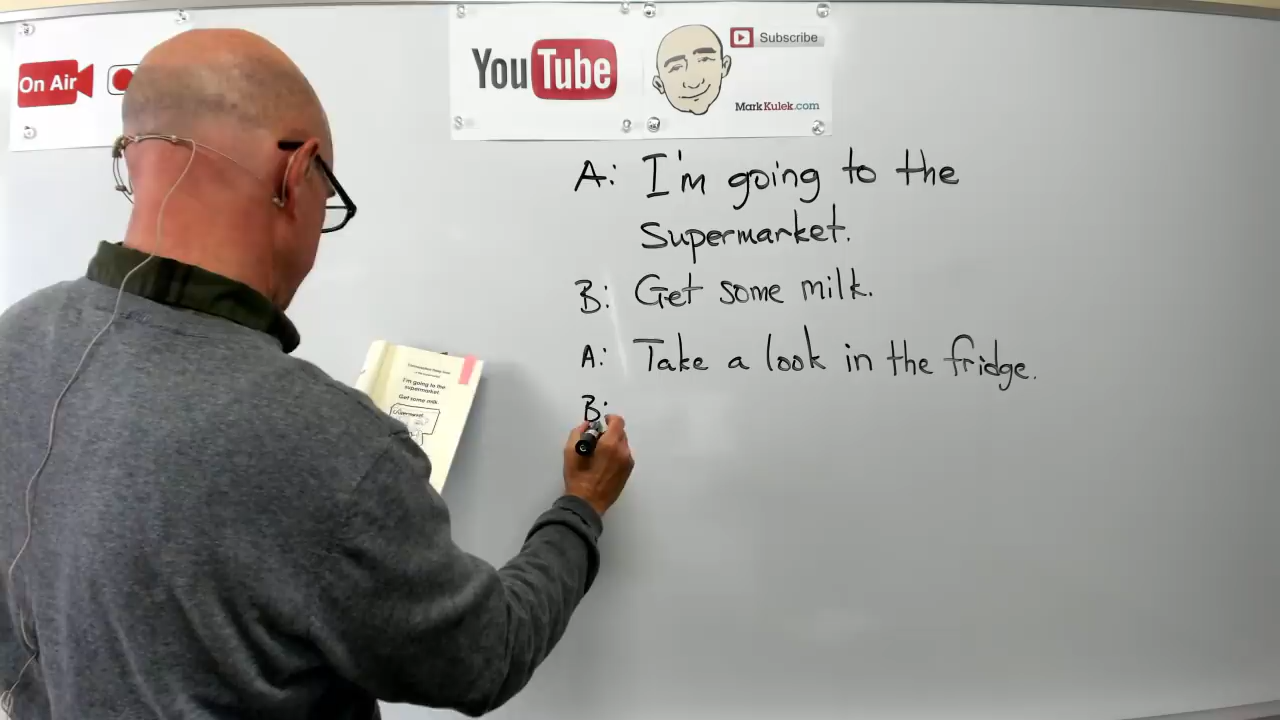 On Air
YouTube
Subscribe
MarkKulek.com
A: I'm going to the
Supermarket.
B: Get some milk.
A: Take a look in the fridge.
B:
I'm going to the
supermarket.
Get some milk.